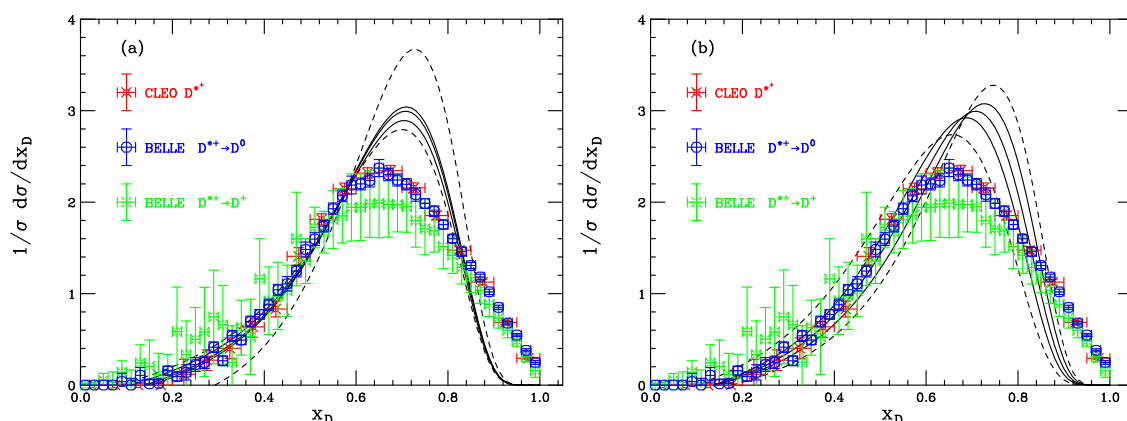 (a)
CLEO D*+
BELLE D*+→D0
BELLE D*+→D+
1/σ dσ/dxD
4
3
2
1
0
0.0 0.2 0.4 0.6 0.8 1.0
xD
(b)
CLEO D*+
BELLE D*+→D0
BELLE D*+→D+
1/σ dσ/dxD
4
3
2
1
0
0.0 0.2 0.4 0.6 0.8 1.0
xD